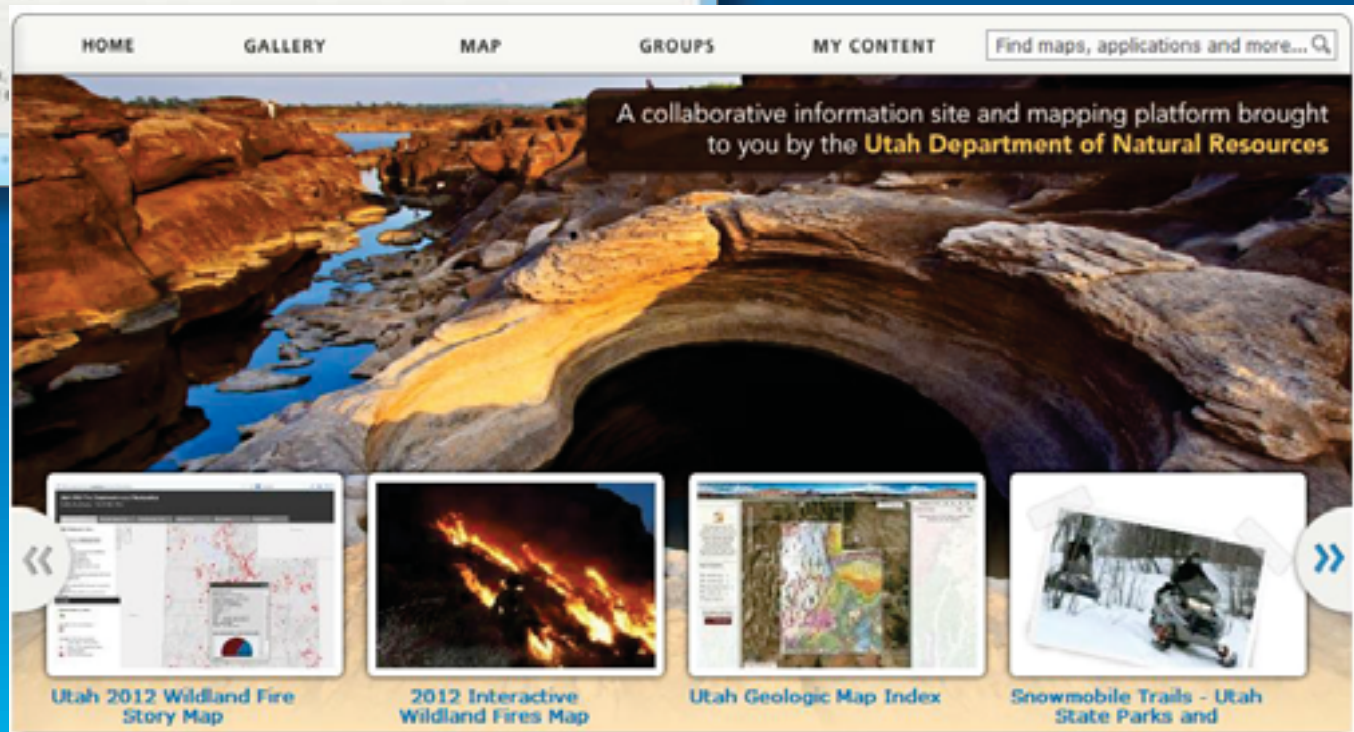 HOME GALLERY MAP GROUPS MY CONTENT Find maps, applications and more...
A collaborative information site and mapping platform brought
to you by the Utah Department of Natural Resources
Utah 2012 Wildland Fire
Story Map
2012 Interactive
Wildland Fires Map
Utah Geologic Map Index
Snowmobile Trails - Utah
State Parks and